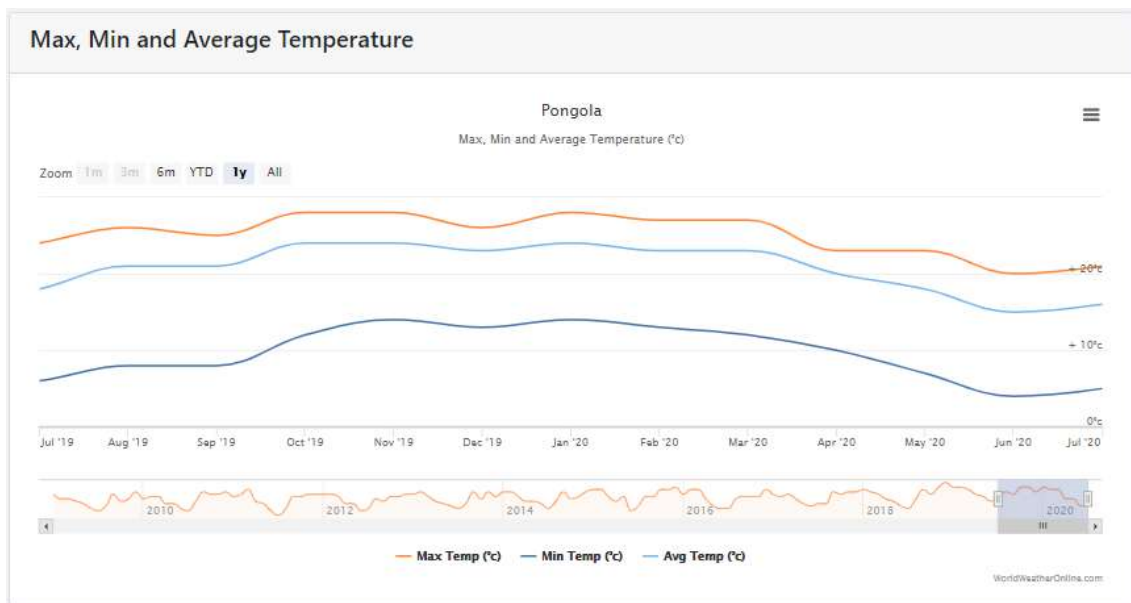 Max, Min and Average Temperature
Pongola
Max, Min and Average Temperature (°c)
Zoom 1m 3m 6m YTD 1y All
+ 20°c
+ 10°c
0°c
Jul '19 Aug '19 Sep '19 Oct '19 Nov '19 Dec '19 Jan '20 Feb '20 Mar '20 Apr '20 May '20 Jun '20 Jul '20
2010 2012 2014 2016 2018 2020
Max Temp (°c) Min Temp (°c) Avg Temp (°c)
WorldWeatherOnline.com